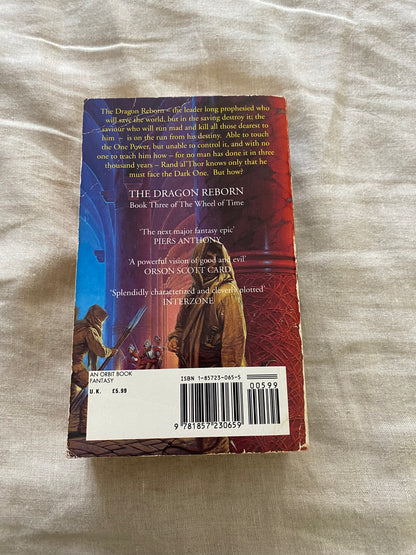 The Dragon Reborn – the leader long prophesied who
will save the world, but in the saving destroy it; the
saviour who will run mad and kill all those dearest to
him – is on the run from his destiny. Able to touch
the One Power, but unable to control it, and with no
one to teach him how – for no man has done it in three
thousand years – Rand al'Thor knows only that he
must face the Dark One. But how?
THE DRAGON REBORN
Book Three of The Wheel of Time
'The next major fantasy epic'
PIERS ANTHONY
'A powerful vision of good and evil'
ORSON SCOTT CARD
'Splendidly characterized and cleverly plotted'
INTERZONE
AN ORBIT BOOK
FANTASY
U.K. £5.99
ISBN 1-85723-065-5
00599
9 781857 230659